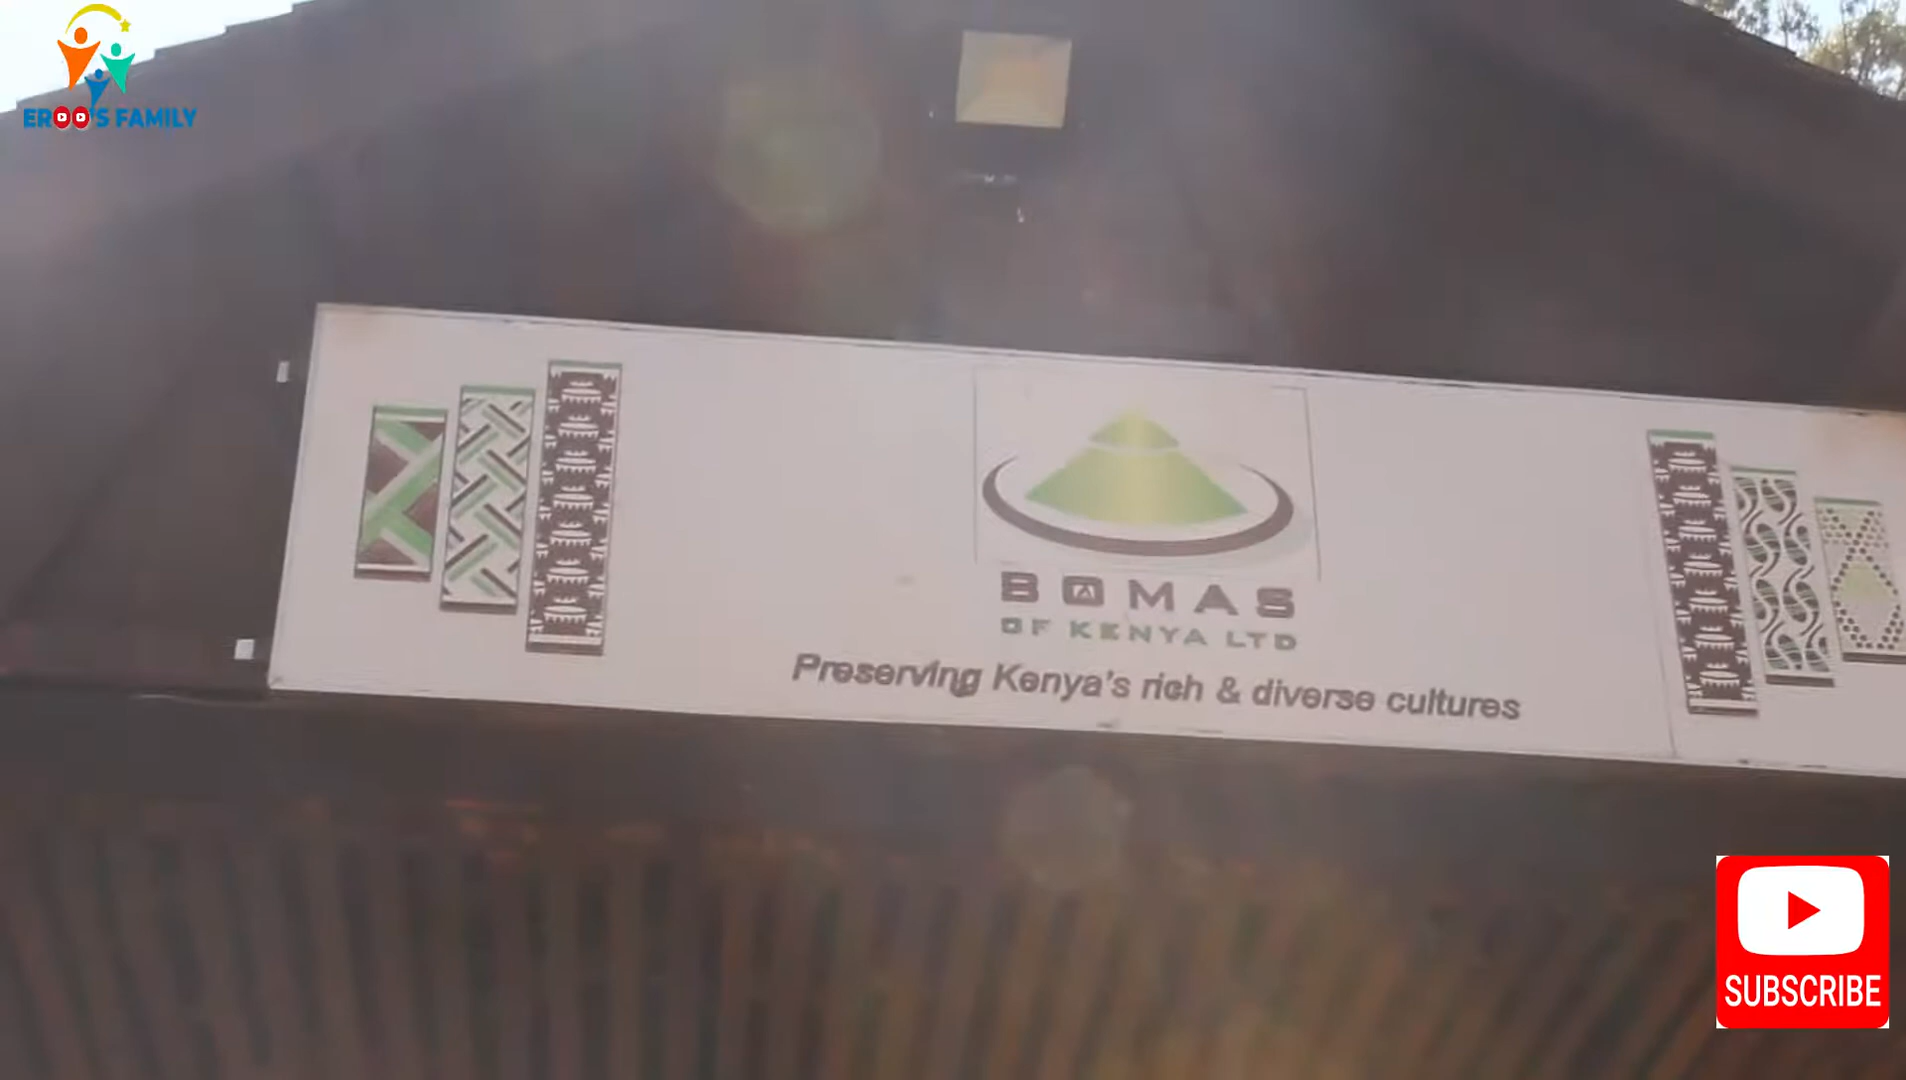 EROO'S FAMILY
BOMAS
OF KENYA LTD
Preserving Kenya's rich & diverse cultures
SUBSCRIBE